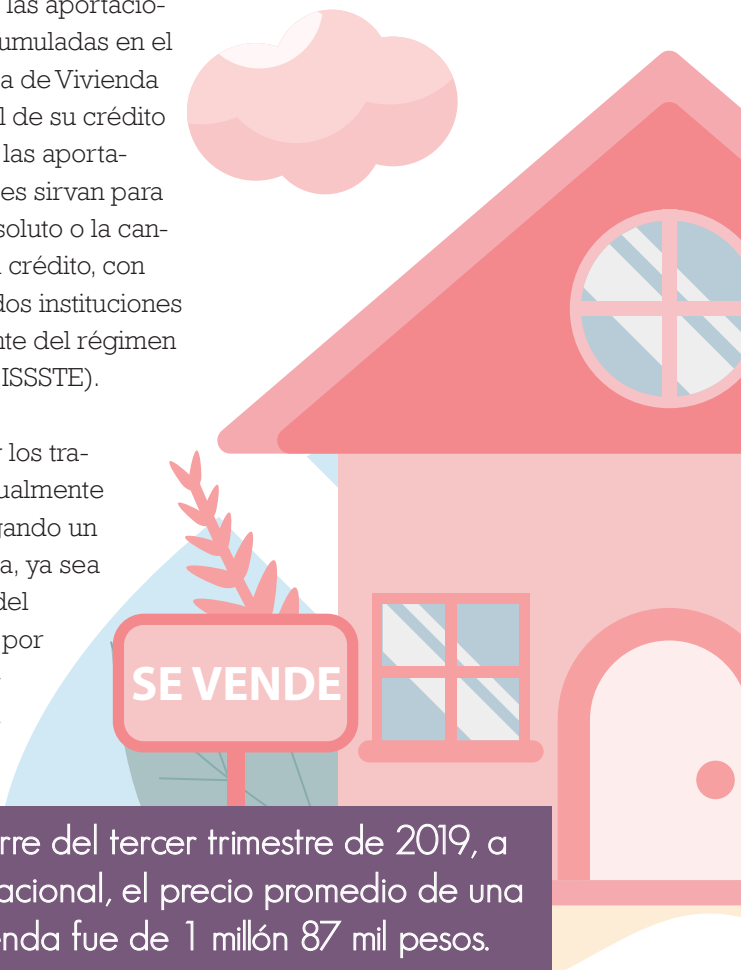 las aportacio-
umuladas en el
a de Vivienda
l de su crédito
las aporta-
es sirvan para
soluto o la can-
crédito, con
dos instituciones
nte del régimen
ISSSTE).
los tra-
ualmente
gando un
a, ya sea
del
por
SE VENDE
rre del tercer trimestre de 2019, a
acional, el precio promedio de una
enda fue de 1 millón 87 mil pesos.